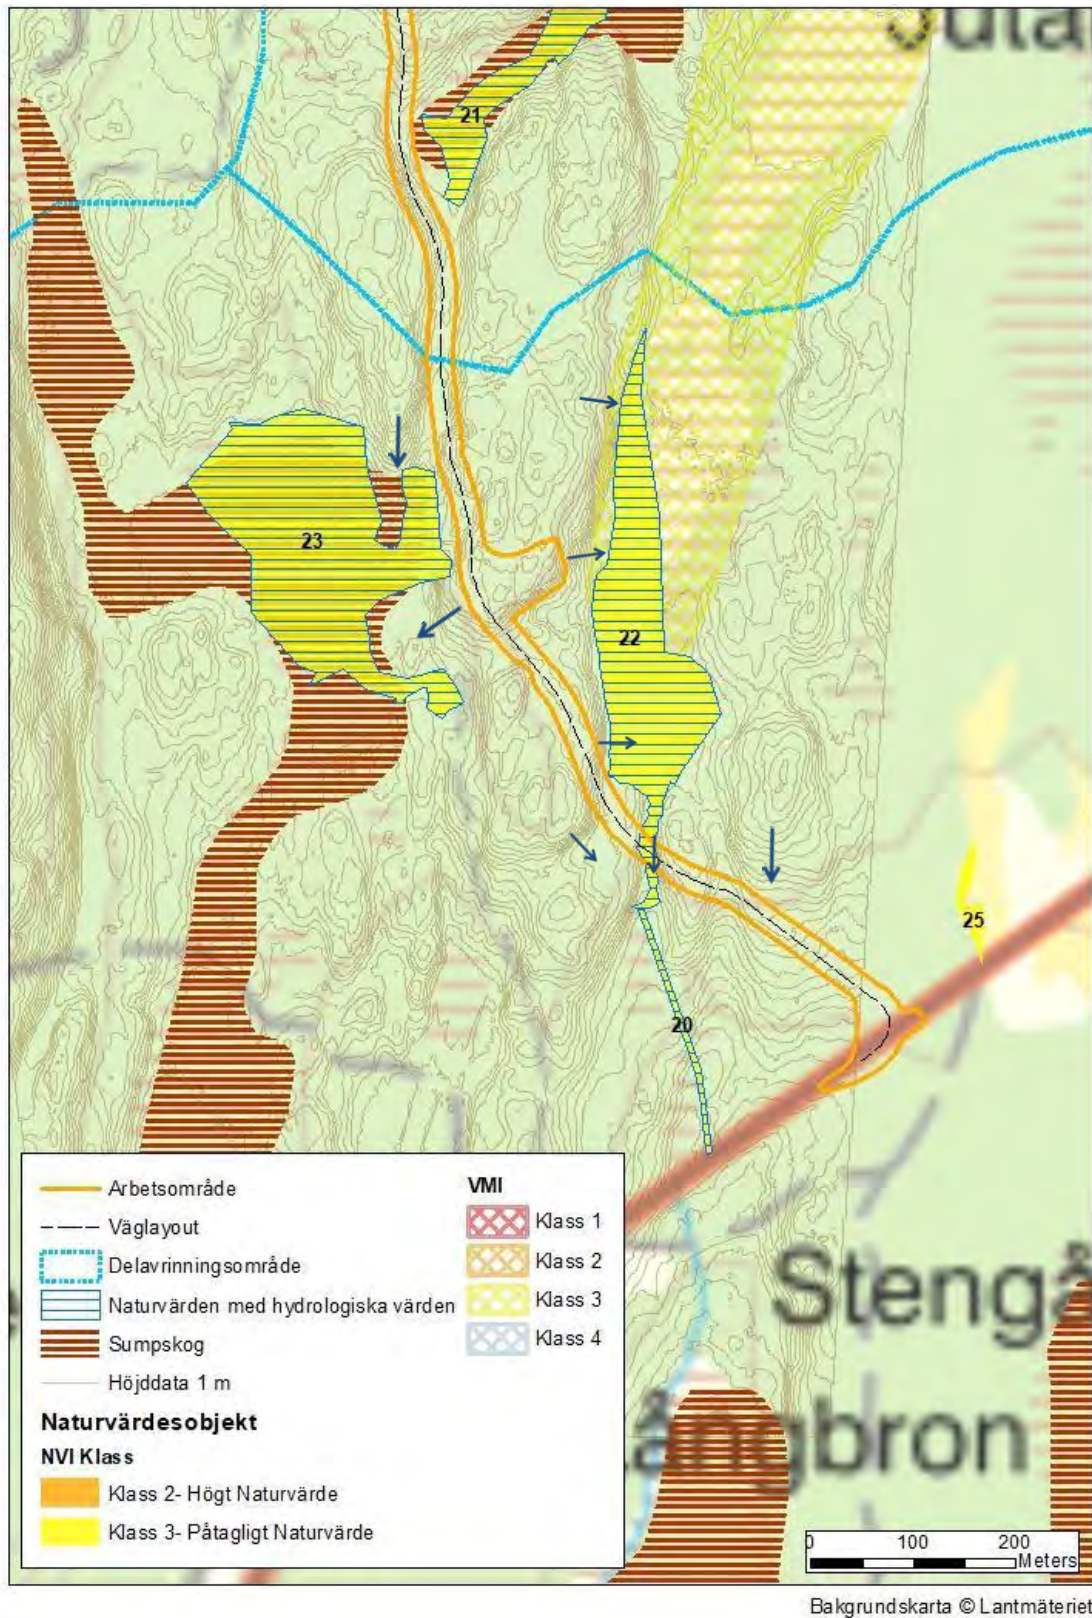 21
23
22
25
20
Stengå
ångbron
Arbetsområde
Väglayout
Delavrinningsområde
Naturvärden med hydrologiska värden
Sumpskog
Höjddata 1 m
Naturvärdesobjekt
NVI Klass
Klass 2- Högt Naturvärde
Klass 3- Påtagligt Naturvärde
VMI
Klass 1
Klass 2
Klass 3
Klass 4
0 100 200
Meters
Bakgrundskarta © Lantmäteriet